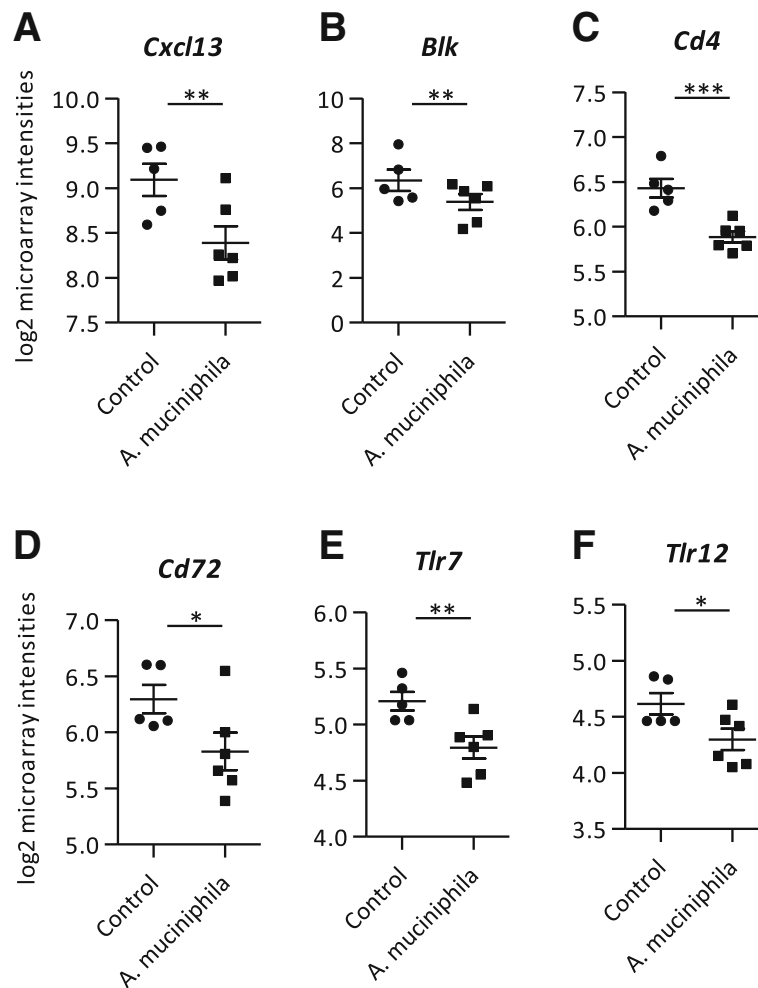 A
Cxcl13
log2 microarray intensities
10.0
**
9.5
9.0
8.5
8.0
7.5
Control
A. muciniphila
B
Blk
10
**
8
6
4
2
0
Control
A. muciniphila
C
Cd4
7.5
***
7.0
6.5
6.0
5.5
5.0
Control
A. muciniphila
D
Cd72
log2 microarray intensities
7.0
*
6.5
6.0
5.5
5.0
Control
A. muciniphila
E
Tlr7
6.0
**
5.5
5.0
4.5
4.0
Control
A. muciniphila
F
Tlr12
5.5
*
5.0
4.5
4.0
3.5
Control
A. muciniphila